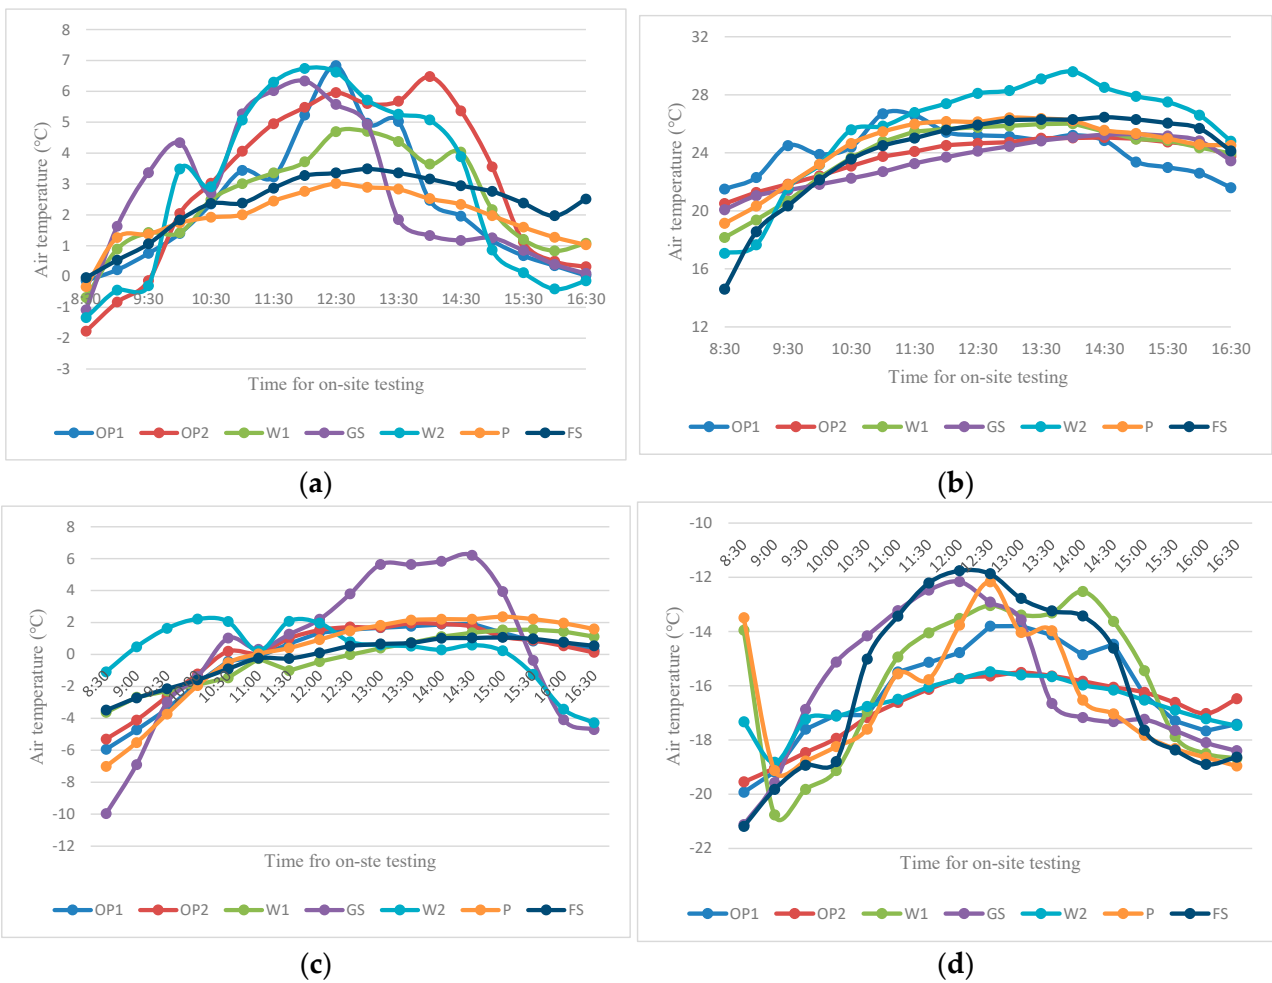 8
7
6
5
4
3
2
1
0
-1
-2
-3
Air temperature (°C)
8:30 9:30 10:30 11:30 12:30 13:30 14:30 15:30 16:30
Time for on-site testing
OP1 OP2 W1 GS W2 P FS
(a)
32
28
24
20
16
12
Air temperature (°C)
8:30 9:30 10:30 11:30 12:30 13:30 14:30 15:30 16:30
Time for on-site testing
OP1 OP2 W1 GS W2 P FS
(b)
8
6
4
2
0
-2
-4
-6
-8
-10
-12
Air temperature (°C)
8:30 9:00 9:30 10:00 10:30 11:00 11:30 12:00 12:30 13:00 13:30 14:00 14:30 15:00 15:30 16:00 16:30
Time fro on-ste testing
OP1 OP2 W1 GS W2 P FS
(c)
-10
-12
-14
-16
-18
-20
-22
Air temperature (°C)
8:30 9:00 9:30 10:00 10:30 11:00 11:30 12:00 12:30 13:00 13:30 14:00 14:30 15:00 15:30 16:00 16:30
Time for on-site testing
OP1 OP2 W1 GS W2 P FS
(d)